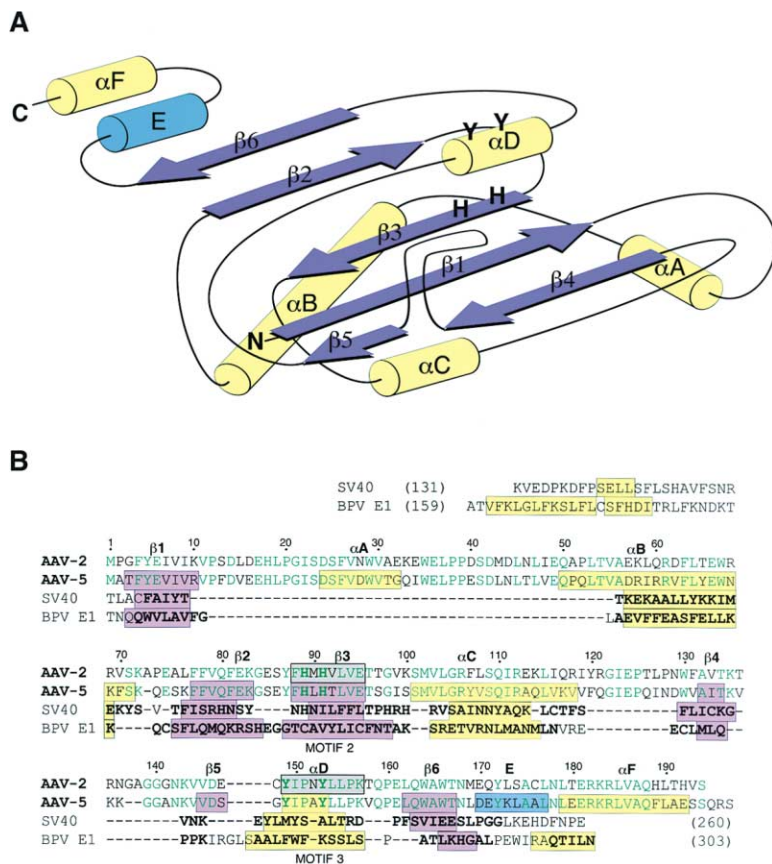 A
αF
C
E
β6
Y Y
αD
β2
H H
β3
β1
αA
αB
β4
N
β5
αC
B
SV40 (131) KVEDPKDFPSELLSFLSHAVFSNR
BPV E1 (159) ATVFKLGLFKSLFLCSFHDITRLFKNDKT
1 β1 10 20 αA 30 40 50 αB 60
AAV-2 MPGFYEIVIKVPSDLDEHLPGISDSFVNWVAEKEWELPPDSDMDLNLIEQAPLTVAEKLQRDFLTEWR
AAV-5 MATFYEVIVRVPFDVEEHLPGISDSFVDWVTGQIWELPPESDLNLTLVEQPQLTVADRIRRVFLYEWN
SV40 TLACFAIYT-----------------------------------------------TKEKAALLYKKIM
BPV E1 TNQQWVLAVFG---------------------------------------------LAEVFFEASFELLK
70 80 β2 90 β3 100 αC 110 120 130 β4
AAV-2 RVSKAPEALFFVQFEKGESYFHMHVLVETTGVKSMVLGRFLSQIREKLIQRIYRGIEPTLPNWFAVTKT
AAV-5 KFSK-QESKFFVQFEKGSEYFHLHTLVETSGISSMVLGRYVSQIRAQLVKVVFQGIEPQINDWVAITKV
SV40 EKYS-VTFISRHNSY--NHNILFFLTPHRHRVSAINNYAQK-LCTFS------------FLICKG
BPV E1 K---QCSFLQMQKRSHEGGTCAVYLICFNTAK-SRETVRNLMANMLNVRE---------ECLMLQ
MOTIF 2
140 β5 150 αD 160 β6 170 E 180 αF 190
AAV-2 RNGAGGGNKVVDE---CYIPNYLLPKTQPELQWAWTNMEQYLSACLNLTERKRLVAQHLTHVS
AAV-5 KK--GGANKVVDS---GYIPAYLLPKVQPELQWAWTNLDEYKLAALNLEERKRLVAQFLAESSQRS
SV40 VNK-----EYLMYS-ALTRD--PFSVIEESLPGGLKEHDFNPE (260)
BPV E1 PPKIRGLSAALFWF-KSSLS--P---ATLKHGALPEWIRAQTILN (303)
MOTIF 3